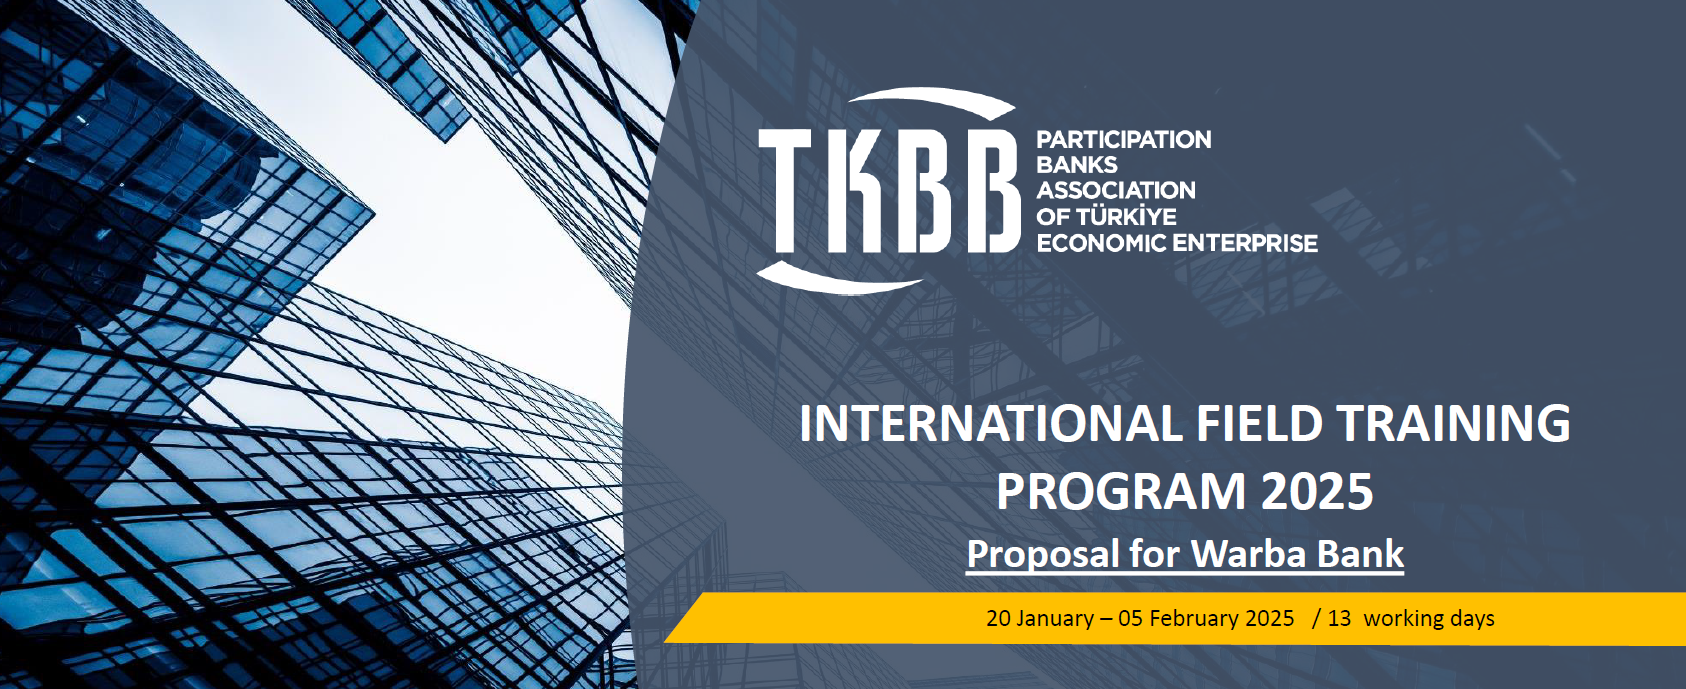 TKBB
PARTICIPATION
BANKS
ASSOCIATION
OF TÜRKİYE
ECONOMIC ENTERPRISE
INTERNATIONAL FIELD TRAINING
PROGRAM 2025
Proposal for Warba Bank
20 January – 05 February 2025 / 13 working days